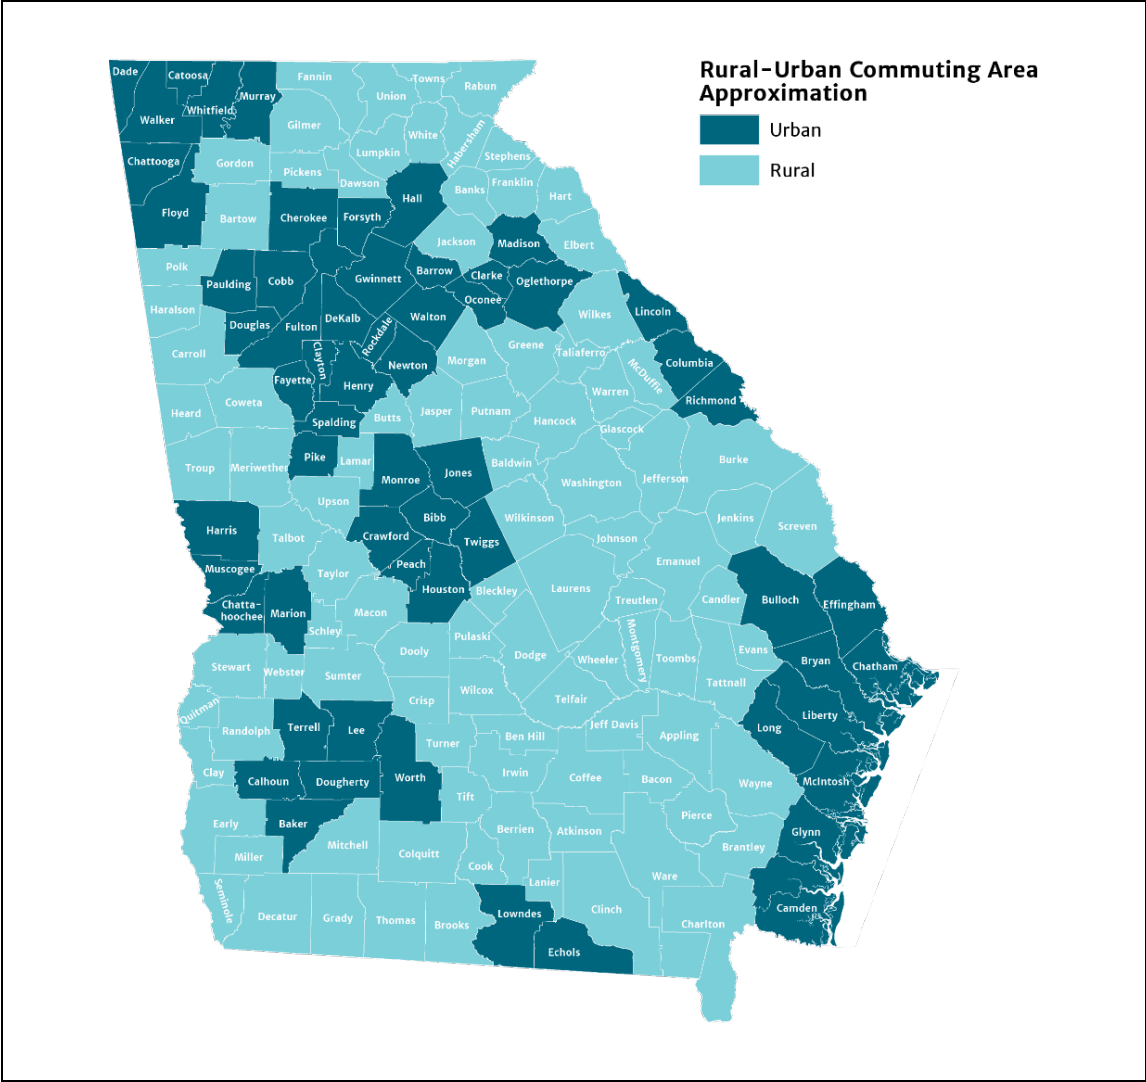 Rural-Urban Commuting Area
Approximation
Urban
Rural
Dade
Catoosa
Fannin
Towns
Rabun
Union
Murray
Whitfield
Walker
Gilmer
White
Habersham
Lumpkin
Stephens
Chattooga
Gordon
Pickens
Dawson
Banks
Franklin
Hart
Hall
Floyd
Bartow
Cherokee
Forsyth
Jackson
Madison
Elbert
Polk
Paulding
Cobb
Gwinnett
Barrow
Clarke
Oglethorpe
Oconee
Haralson
Douglas
Fulton
DeKalb
Rockdale
Walton
Wilkes
Lincoln
Carroll
Clayton
Newton
Morgan
Greene
Taliaferro
McDuffie
Columbia
Fayette
Henry
Warren
Richmond
Heard
Coweta
Spalding
Butts
Jasper
Putnam
Hancock
Glascock
Troup
Meriwether
Pike
Lamar
Monroe
Jones
Baldwin
Washington
Jefferson
Burke
Upson
Bibb
Wilkinson
Jenkins
Screven
Harris
Talbot
Crawford
Twiggs
Johnson
Emanuel
Muscogee
Taylor
Peach
Houston
Bleckley
Laurens
Treutlen
Candler
Bulloch
Effingham
Chatta-
hoochee
Marion
Schley
Macon
Pulaski
Dooly
Dodge
Wheeler
Montgomery
Toombs
Evans
Bryan
Chatham
Stewart
Webster
Sumter
Tattnall
Quitman
Randolph
Terrell
Lee
Crisp
Wilcox
Telfair
Jeff Davis
Appling
Long
Liberty
Turner
Ben Hill
Clay
Calhoun
Dougherty
Worth
Irwin
Coffee
Bacon
Wayne
McIntosh
Tift
Early
Baker
Mitchell
Berrien
Atkinson
Pierce
Glynn
Miller
Colquitt
Cook
Brantley
Seminole
Lanier
Ware
Decatur
Grady
Thomas
Brooks
Lowndes
Clinch
Charlton
Camden
Echols